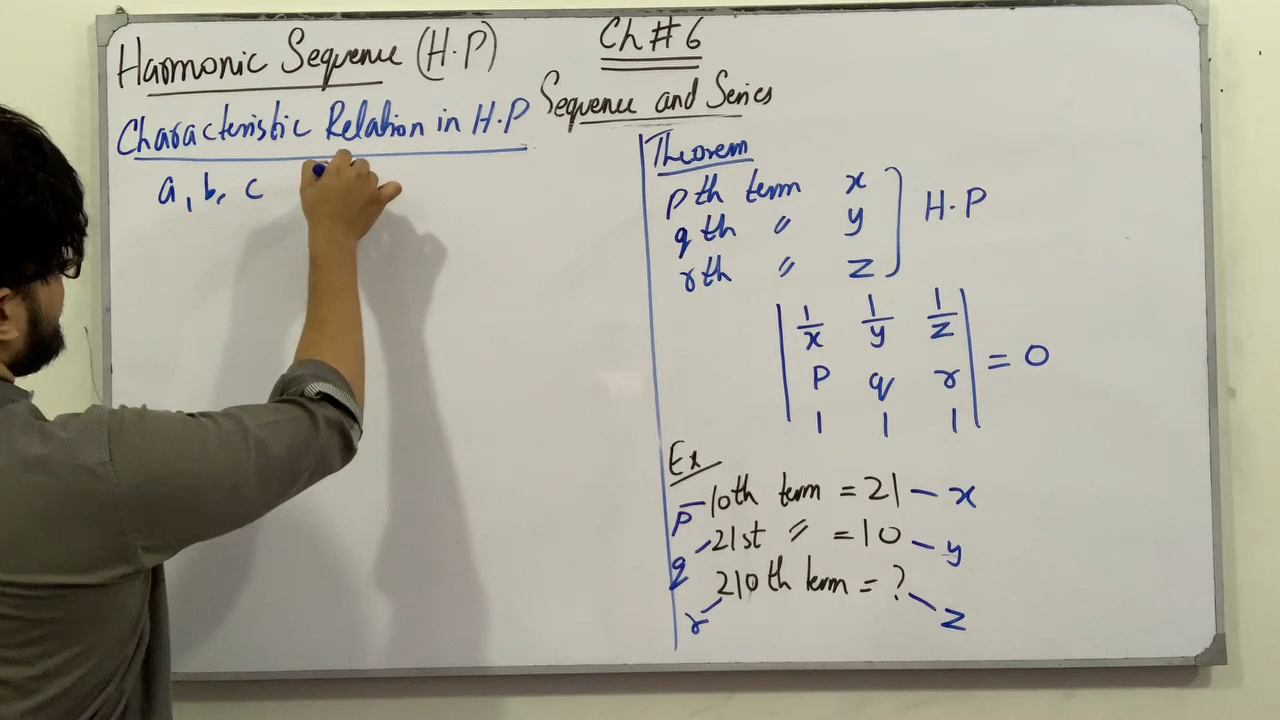 Harmonic Sequence (H.P)
Ch # 6
Sequence and Series
Characteristic Relation in H.P
a, b, c
Theorem
pth term x
qth " y
rth " z
H.P
1/x 1/y 1/z
p q r
1 1 1
= 0
Ex
p – 10th term = 21 – x
q – 21st " = 10 – y
r – 210th term = ? – z